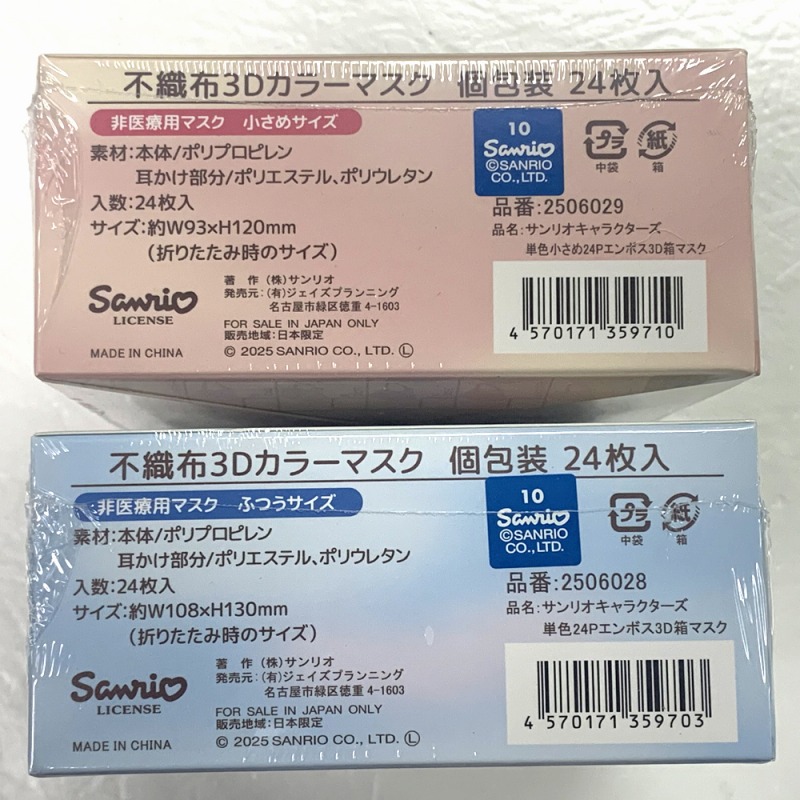 不織布3Dカラーマスク 個包装 24枚入
非医療用マスク 小さめサイズ
素材:本体/ポリプロピレン
耳かけ部分/ポリエステル、ポリウレタン
入数:24枚入
サイズ:約W93×H120mm
(折りたたみ時のサイズ)
Sanrio
LICENSE
MADE IN CHINA
著 作 (株)サンリオ
発売元:(有)ジェイズプランニング
名古屋市緑区徳重 4-1603
FOR SALE IN JAPAN ONLY
販売地域:日本限定
© 2025 SANRIO CO., LTD. Ⓛ
10
Sanrio
©SANRIO
CO.,LTD.
プラ
中袋
紙
箱
品番:2506029
品名:サンリオキャラクターズ
単色小さめ24Pエンボス3D箱マスク
4 570171 359710
不織布3Dカラーマスク 個包装 24枚入
非医療用マスク ふつうサイズ
素材:本体/ポリプロピレン
耳かけ部分/ポリエステル、ポリウレタン
入数:24枚入
サイズ:約W108×H130mm
(折りたたみ時のサイズ)
Sanrio
LICENSE
MADE IN CHINA
著 作 (株)サンリオ
発売元:(有)ジェイズプランニング
名古屋市緑区徳重 4-1603
FOR SALE IN JAPAN ONLY
販売地域:日本限定
© 2025 SANRIO CO., LTD. Ⓛ
10
Sanrio
©SANRIO
CO.,LTD.
プラ
中袋
紙
箱
品番:2506028
品名:サンリオキャラクターズ
単色24Pエンボス3D箱マスク
4 570171 359703